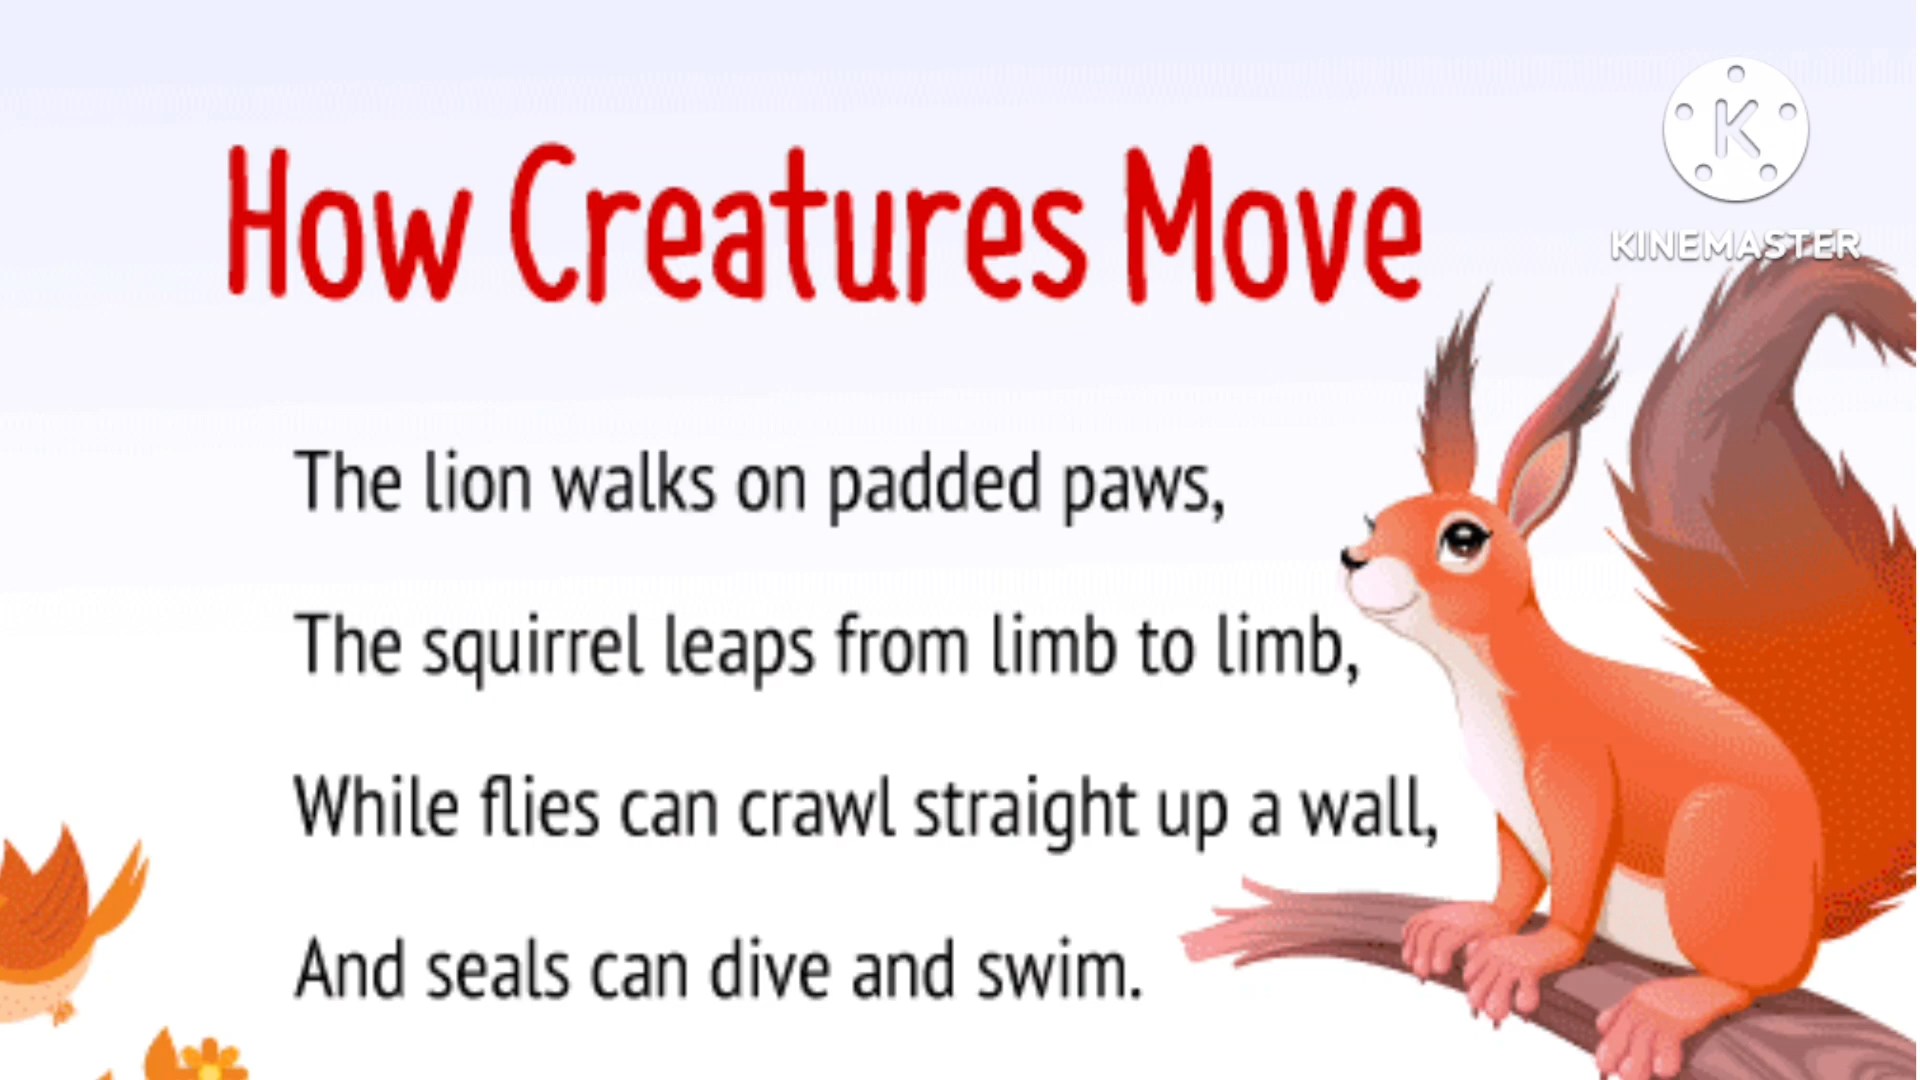 K
KINEMASTER
How Creatures Move
The lion walks on padded paws,
The squirrel leaps from limb to limb,
While flies can crawl straight up a wall,
And seals can dive and swim.